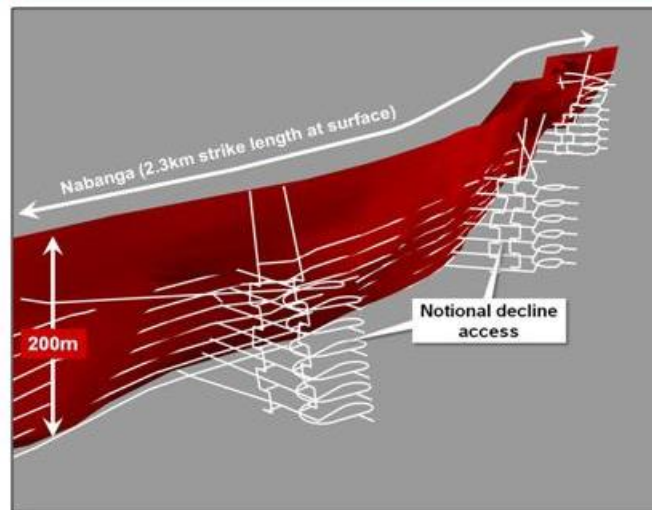 Nabanga (2.3km strike length at surface)
200m
Notional decline
access